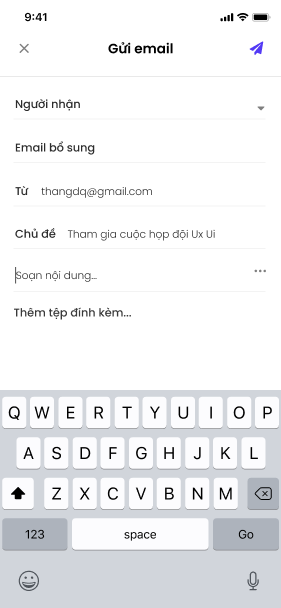 9:41
Gửi email
Người nhận
Email bổ sung
Từ thangdq@gmail.com
Chủ đề Tham gia cuộc họp đội Ux Ui
Soạn nội dung...
Thêm tệp đính kèm...
Q W E R T Y U I O P
A S D F G H J K L
Z X C V B N M
123 space Go